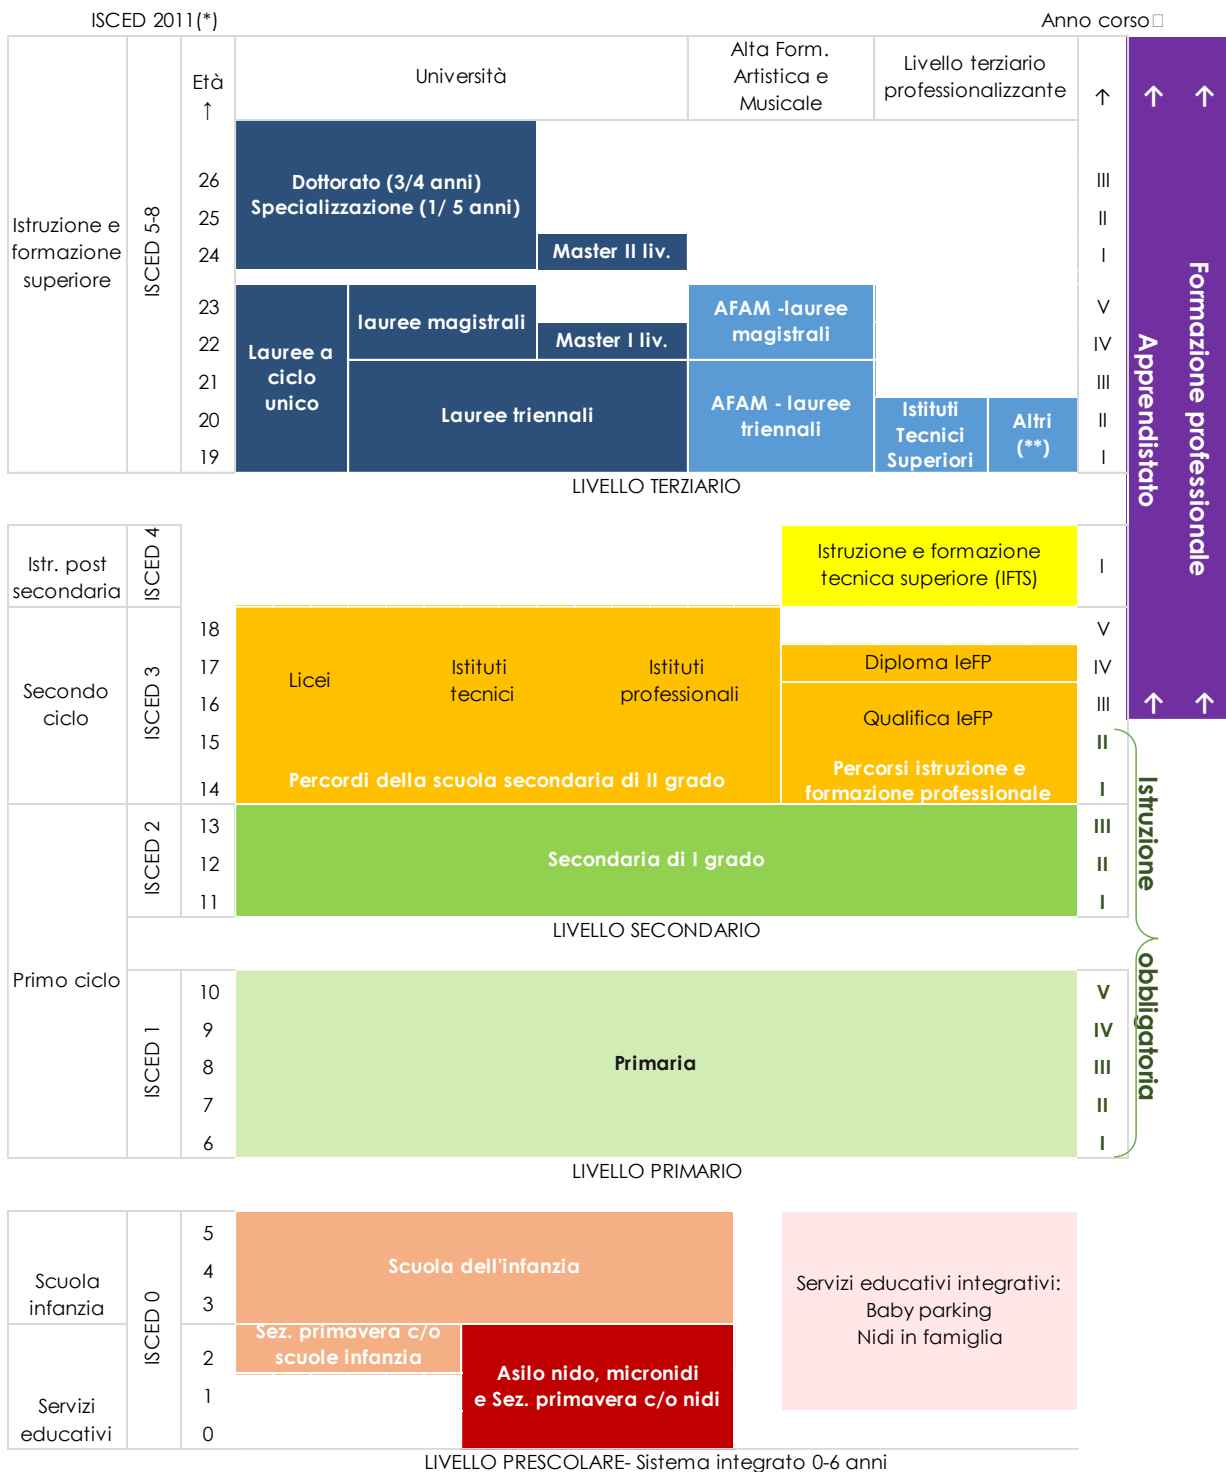 ISCED 2011(*)
Anno corso□
Età
↑
Università
Alta Form.
Artistica e
Musicale
Livello terziario
professionalizzante
↑
↑
↑
Istruzione e
formazione
superiore
ISCED 5-8
26
25
24
23
22
21
20
19
Dottorato (3/4 anni)
Specializzazione (1/ 5 anni)
Master II liv.
Lauree a
ciclo
unico
lauree magistrali
Master I liv.
Lauree triennali
AFAM -lauree
magistrali
AFAM - lauree
triennali
Istituti
Tecnici
Superiori
Altri
(**)
III
II
I
V
IV
III
II
I
Apprendistato
Formazione professionale
LIVELLO TERZIARIO
Istr. post
secondaria
ISCED 4
Istruzione e formazione
tecnica superiore (IFTS)
I
Secondo
ciclo
ISCED 3
18
17
16
15
14
Licei
Istituti
tecnici
Istituti
professionali
Percordi della scuola secondaria di II grado
Diploma IeFP
Qualifica IeFP
Percorsi istruzione e
formazione professionale
V
IV
III
II
I
↑
↑
Primo ciclo
ISCED 2
13
12
11
Secondaria di I grado
III
II
I
Istruzione obbligatoria
LIVELLO SECONDARIO
ISCED 1
10
9
8
7
6
Primaria
V
IV
III
II
I
LIVELLO PRIMARIO
Scuola
infanzia
Servizi
educativi
ISCED 0
5
4
3
2
1
0
Scuola dell'infanzia
Sez. primavera c/o
scuole infanzia
Asilo nido, micronidi
e Sez. primavera c/o nidi
Servizi educativi integrativi:
Baby parking
Nidi in famiglia
LIVELLO PRESCOLARE- Sistema integrato 0-6 anni